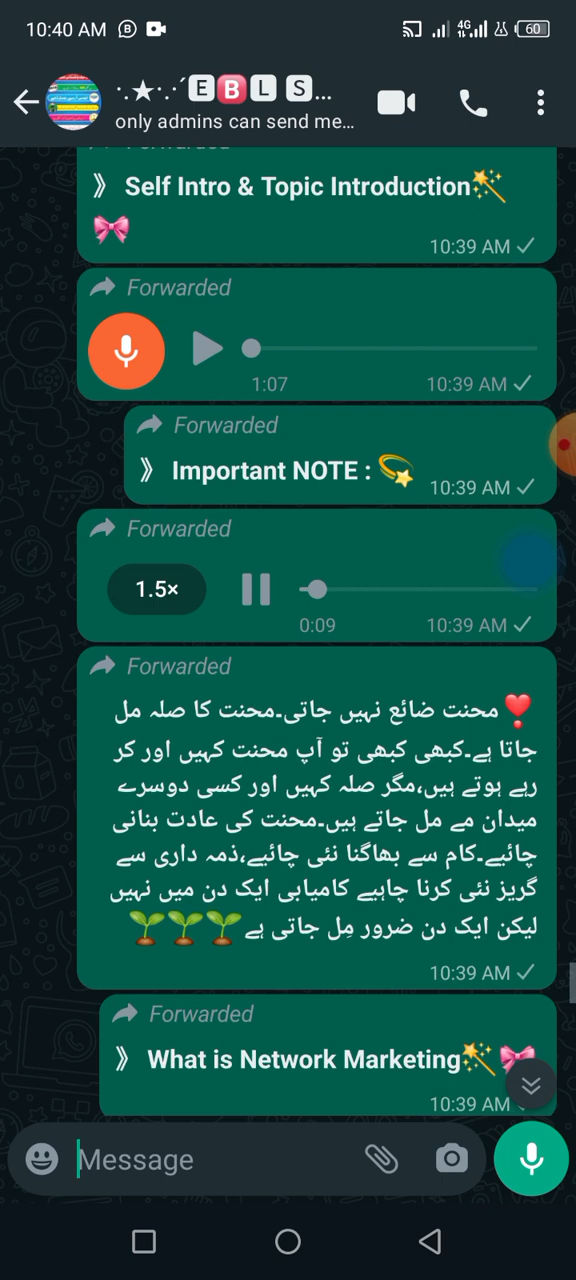 10:40 AM
4G
60
EBL S...
only admins can send me...
Forwarded
》 Self Intro & Topic Introduction
10:39 AM
Forwarded
1:07
10:39 AM
Forwarded
》 Important NOTE :
10:39 AM
Forwarded
1.5×
0:09
10:39 AM
Forwarded
محنت ضائع نہیں جاتی۔محنت کا صلہ مل
جاتا ہے۔کبھی کبھی تو آپ محنت کہیں اور کر
رہے ہوتے ہیں،مگر صلہ کہیں اور کسی دوسرے
میدان مے مل جاتے ہیں۔محنت کی عادت بنانی
چائیے۔کام سے بھاگنا نئی چائیے،ذمہ داری سے
گریز نئی کرنا چاہیے کامیابی ایک دن میں نہیں
لیکن ایک دن ضرور مِل جاتی ہے
10:39 AM
Forwarded
》 What is Network Marketing
10:39 AM
Message